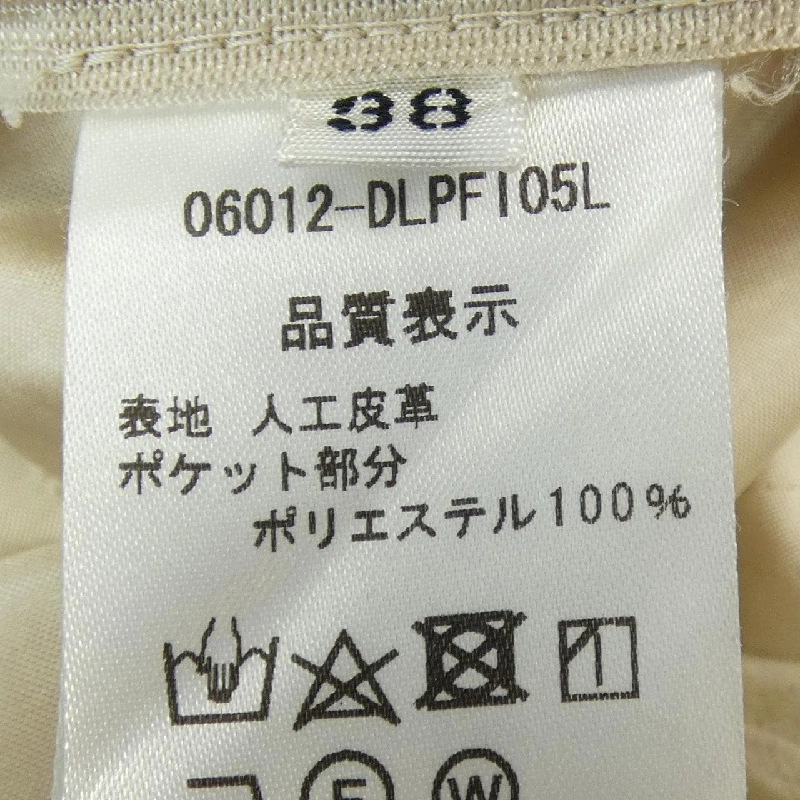 38
06012-DLPFI05L
品質表示
表地 人工皮革
ポケット部分
ポリエステル100%
F W